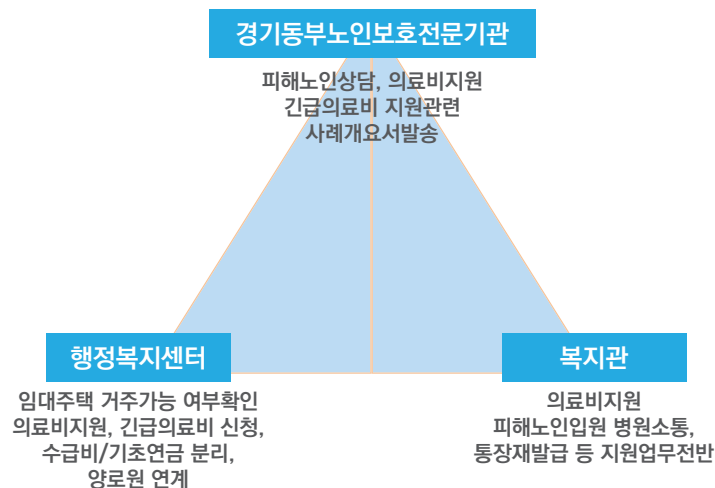 경기동부노인보호전문기관
피해노인상담, 의료비지원
긴급의료비 지원관련
사례개요서발송
행정복지센터
임대주택 거주가능 여부확인
의료비지원, 긴급의료비 신청,
수급비/기초연금 분리,
양로원 연계
복지관
의료비지원
피해노인입원 병원소통,
통장재발급 등 지원업무전반